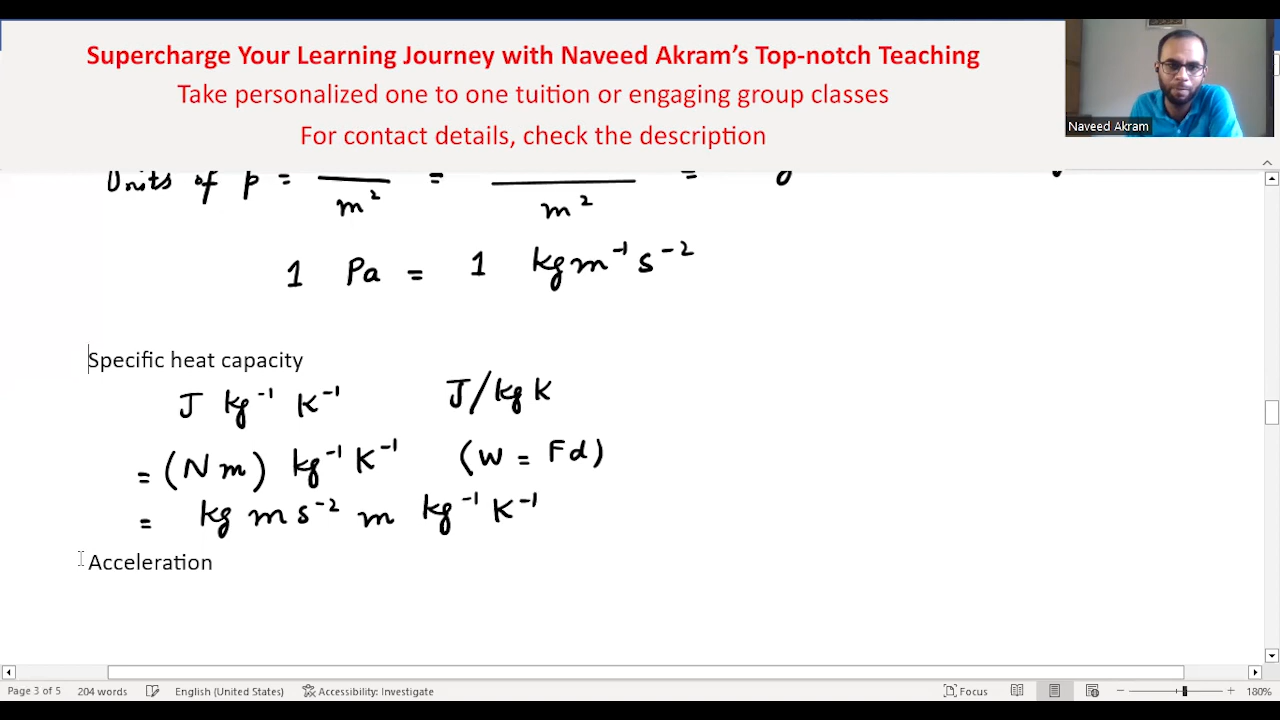 Supercharge Your Learning Journey with Naveed Akram’s Top-notch Teaching
Take personalized one to one tuition or engaging group classes
For contact details, check the description
Naveed Akram
Units of P = — / m² = — / m² =
1 Pa = 1 kg m⁻¹ s⁻²
Specific heat capacity
J kg⁻¹ K⁻¹ J/kg K
= (N m) kg⁻¹ K⁻¹ (W = Fd)
= kg m s⁻² m kg⁻¹ K⁻¹
Acceleration
Page 3 of 5 204 words English (United States) Accessibility: Investigate Focus 180%